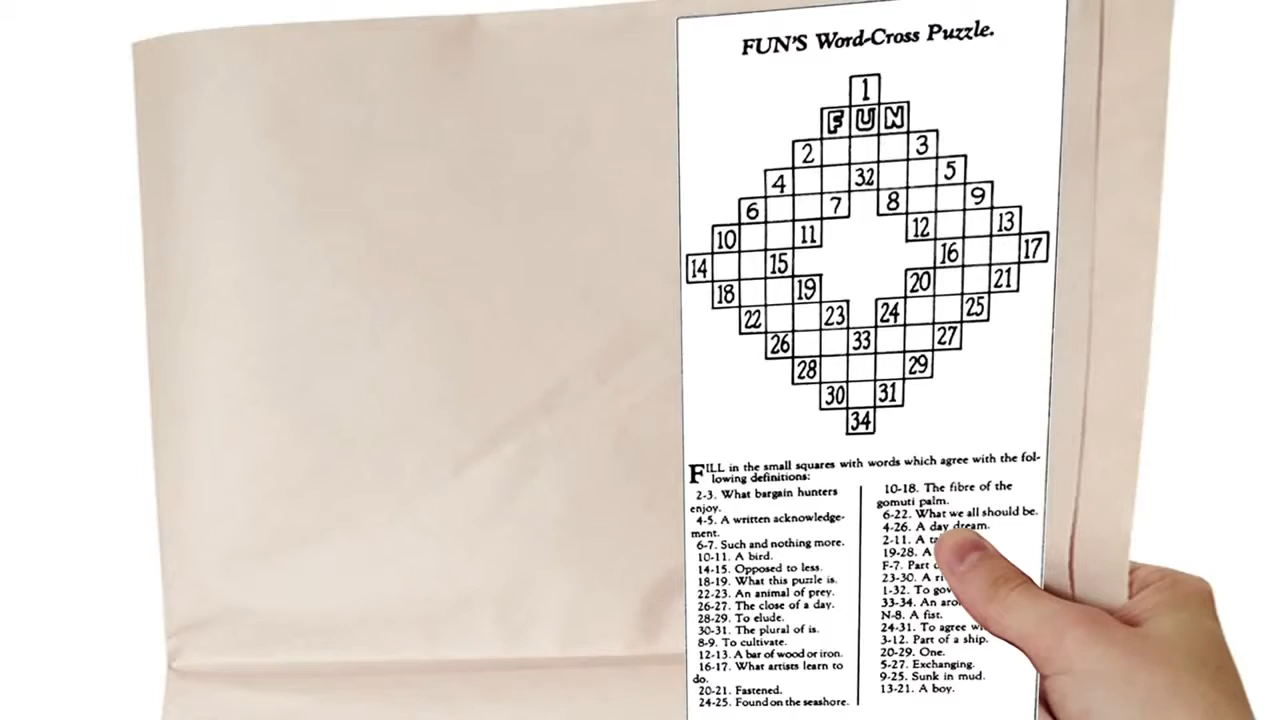 FUN'S Word-Cross Puzzle.
1
F U N
2 3
4 32 5
6 7 8 9
10 11 12 13
14 15 16 17
18 19 20 21
22 23 24 25
26 33 27
28 29
30 31
34
FILL in the small squares with words which agree with the fol-
lowing definitions:
2-3. What bargain hunters
enjoy.
4-5. A written acknowledge-
ment.
6-7. Such and nothing more.
10-11. A bird.
14-15. Opposed to less.
18-19. What this puzzle is.
22-23. An animal of prey.
26-27. The close of a day.
28-29. To elude.
30-31. The plural of is.
8-9. To cultivate.
12-13. A bar of wood or iron.
16-17. What artists learn to
do.
20-21. Fastened.
24-25. Found on the seashore.
10-18. The fibre of the
gomuti palm.
6-22. What we all should be.
4-26. A day dream.
2-11. A
19-28. A
F-7. Part
23-30. A
1-32. To
33-34. An
N-8. A fist.
24-31. To agree
3-12. Part of a ship.
20-29. One.
5-27. Exchanging.
9-25. Sunk in mud.
13-21. A boy.